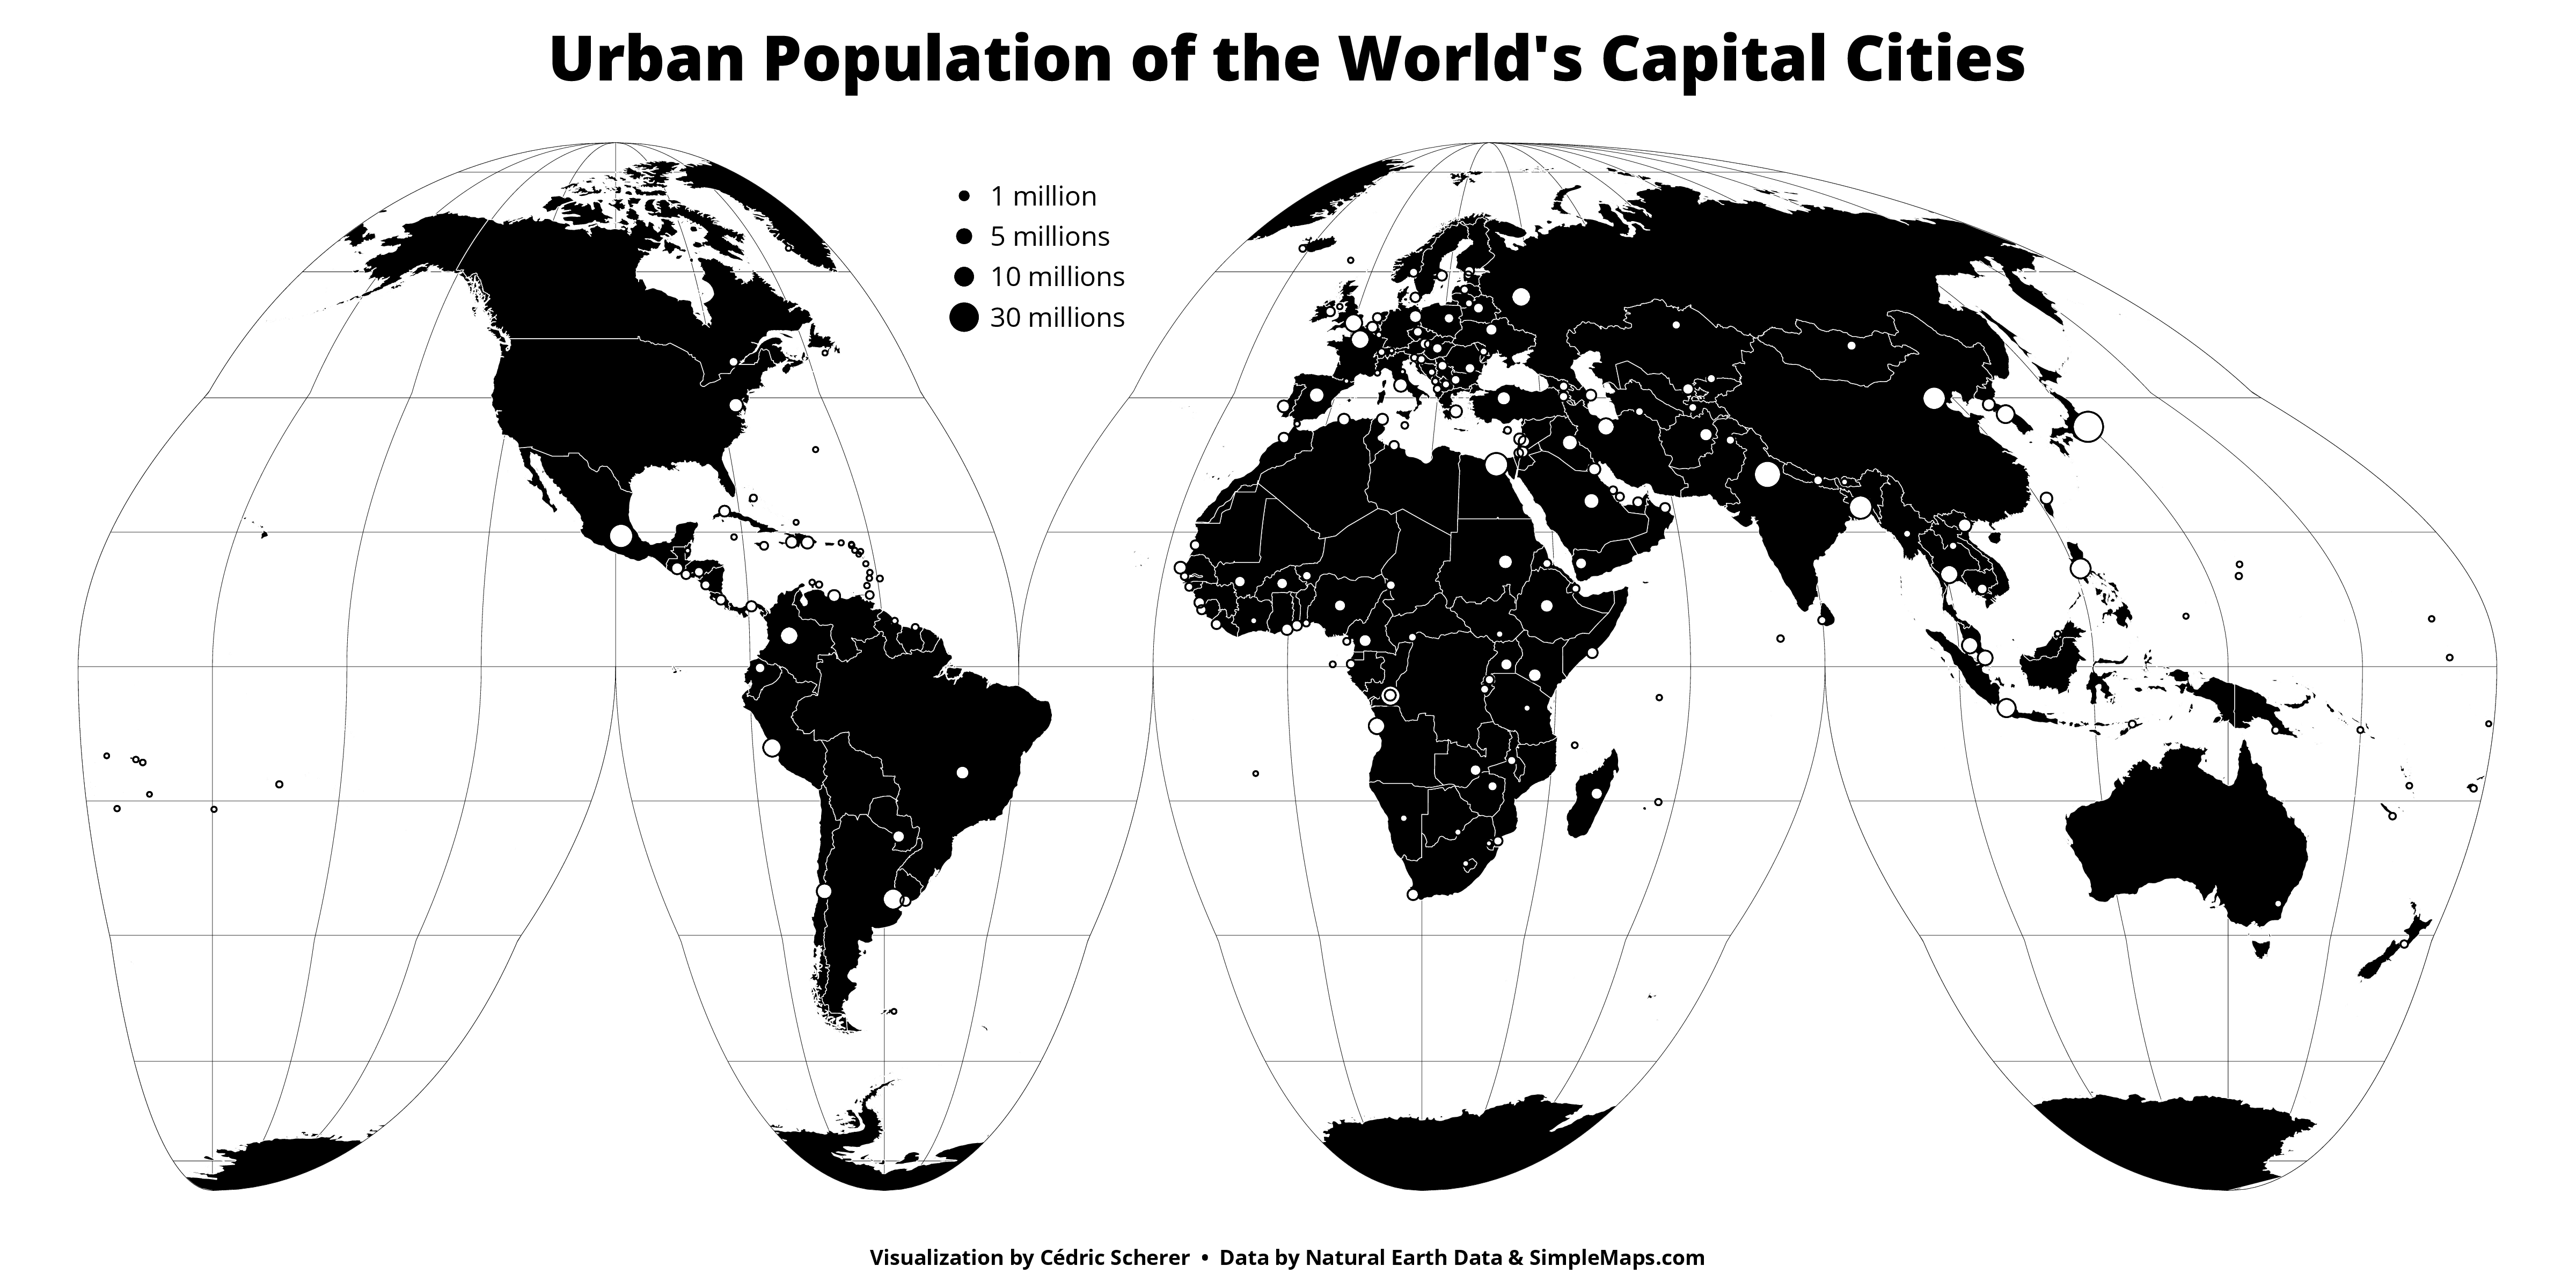 Urban Population of the World's Capital Cities
1 million
5 millions
10 millions
30 millions
Visualization by Cédric Scherer • Data by Natural Earth Data & SimpleMaps.com